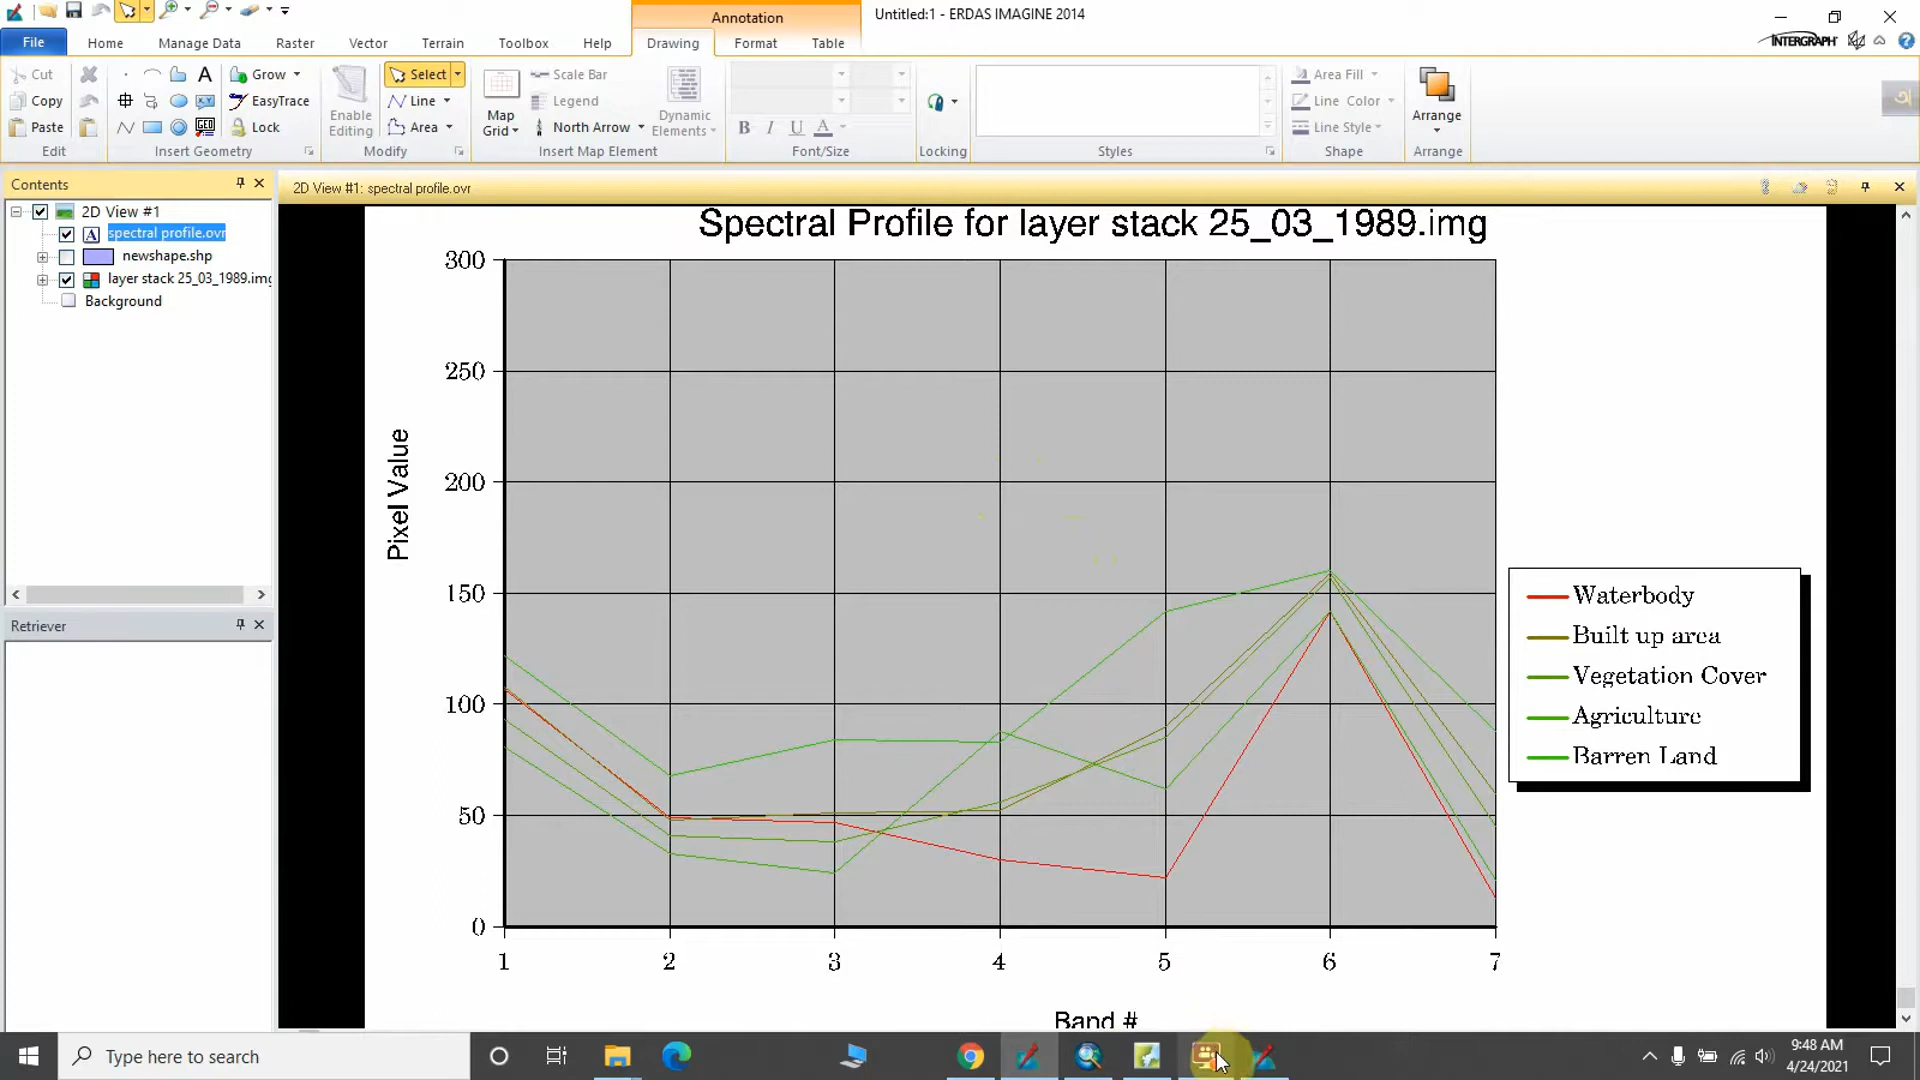 Annotation
Untitled:1 - ERDAS IMAGINE 2014
File
Home
Manage Data
Raster
Vector
Terrain
Toolbox
Help
Drawing
Format
Table
INTERGRAPH
Cut
Copy
Paste
Edit
A
Grow
EasyTrace
Lock
Insert Geometry
Enable
Editing
Select
Line
Area
Modify
Map
Grid
Scale Bar
Legend
North Arrow
Dynamic
Elements
Insert Map Element
B I U A
Font/Size
Locking
Styles
Area Fill
Line Color
Line Style
Shape
Arrange
Arrange
Contents
2D View #1
spectral profile.ovr
newshape.shp
layer stack 25_03_1989.img
Background
Retriever
2D View #1: spectral profile.ovr
Spectral Profile for layer stack 25_03_1989.img
300
250
200
150
100
50
0
Pixel Value
1 2 3 4 5 6 7
Band #
Waterbody
Built up area
Vegetation Cover
Agriculture
Barren Land
Type here to search
9:48 AM
4/24/2021